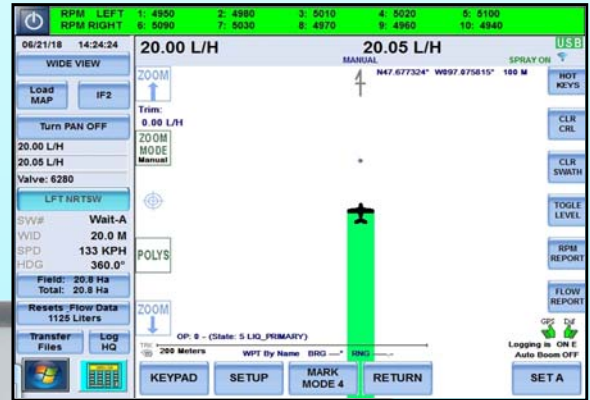 RPM LEFT 1: 4950 2: 4980 3: 5010 4: 5020 5: 5100
RPM RIGHT 6: 5090 7: 5030 8: 4970 9: 4960 10: 4940
06/21/18 14:24:24
20.00 L/H
20.05 L/H
USB
MANUAL
SPRAY ON
N47.677324° W097.075815° 100 M
WIDE VIEW
Load MAP
IF2
Turn PAN OFF
20.00 L/H
20.05 L/H
Valve: 6280
LFT NRTSW
SW# Wait-A
WID 20.0 M
SPD 133 KPH
HDG 360.0°
Field: 20.8 Ha
Total: 20.8 Ha
Resets_Flow Data
1125 Liters
Transfer Files
Log HQ
ZOOM
Trim:
0.00 L/H
ZOOM
MODE
Manual
POLYS
ZOOM
HOT KEYS
CLR CRL
CLR SWATH
TOGLE LEVEL
RPM REPORT
FLOW REPORT
GPS Dif
Logging is ON E
Auto Boom OFF
OP: 0 - (State: 5 LIQ_PRIMARY)
TRK
200 Meters
WPT By Name BRG ---° RNG ----.-
KEYPAD
SETUP
MARK MODE 4
RETURN
SET A